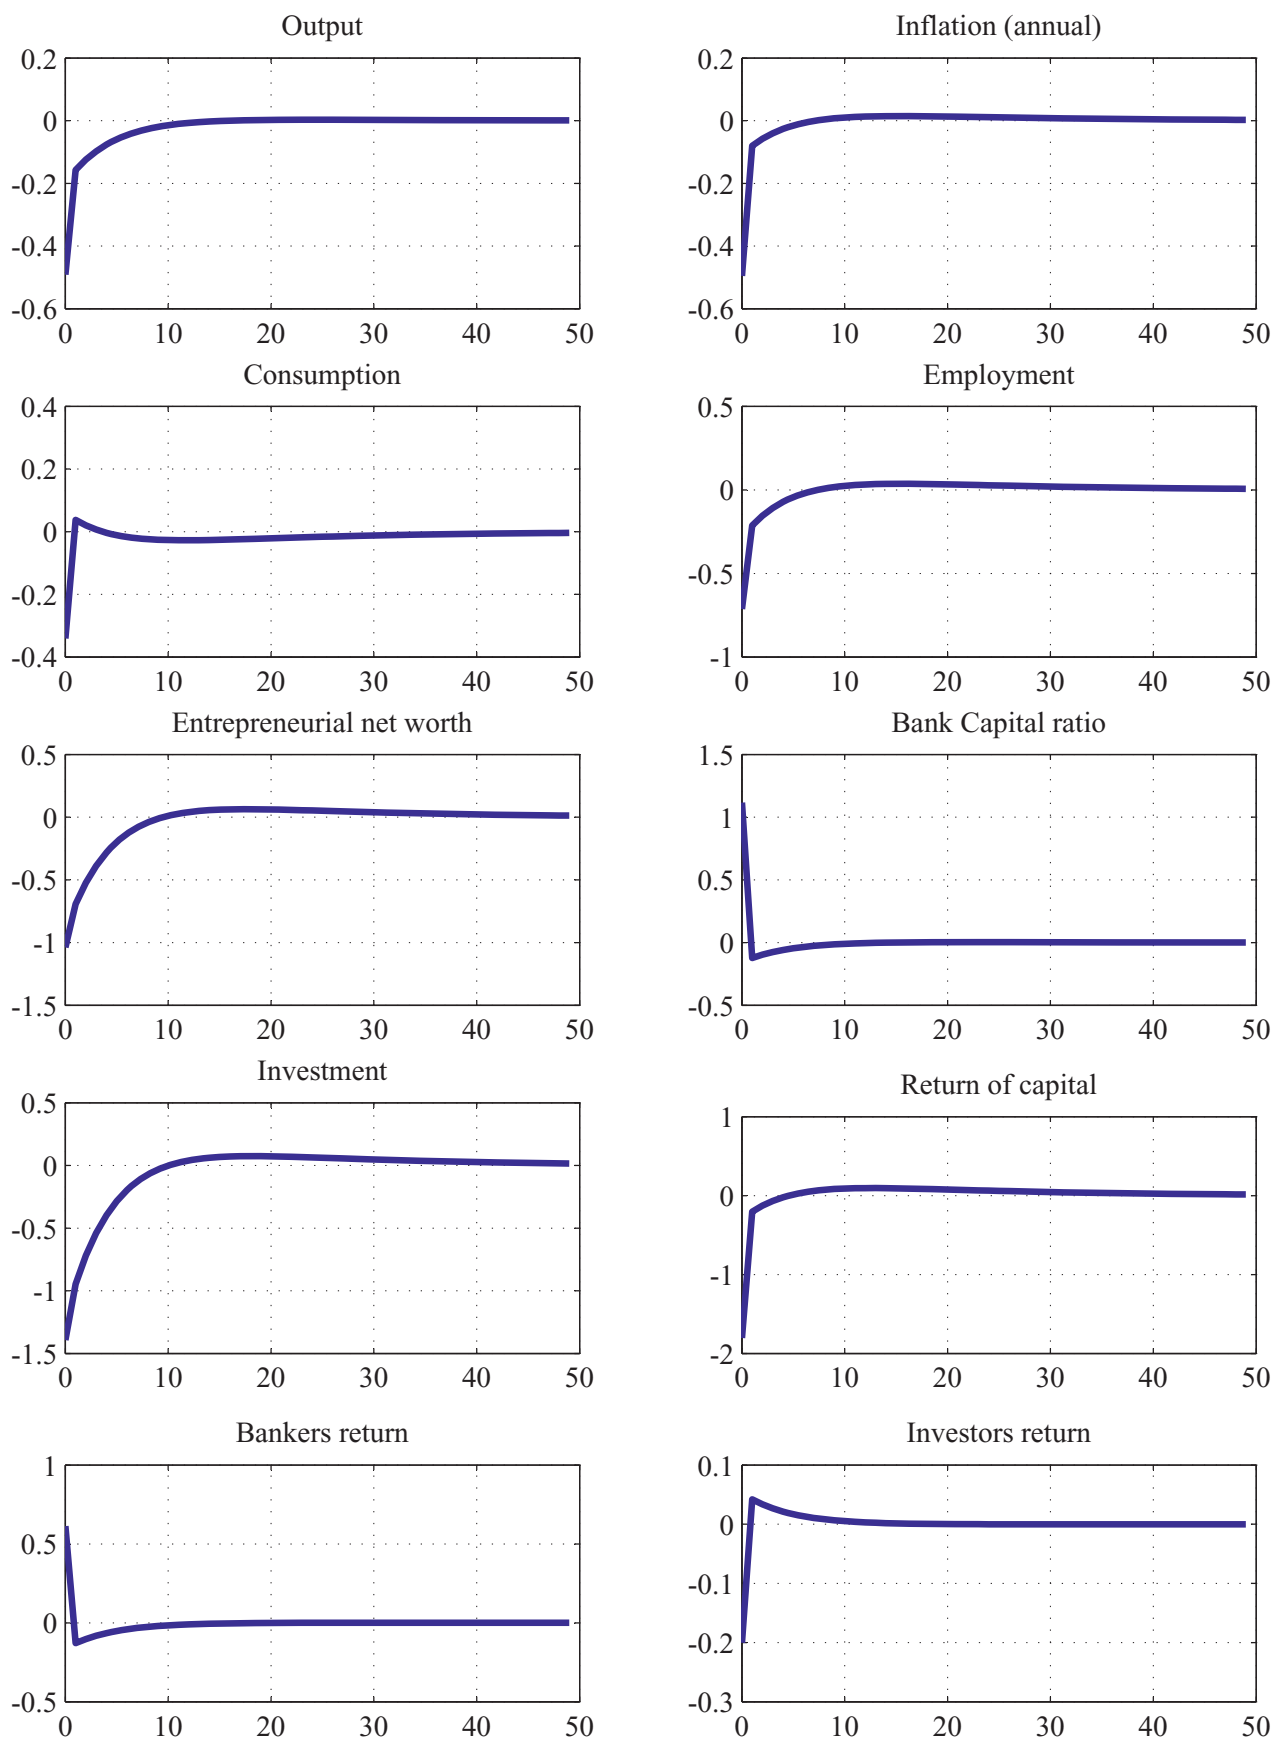 Output
0.2
0
-0.2
-0.4
-0.6
0 10 20 30 40 50
Inflation (annual)
0.2
0
-0.2
-0.4
-0.6
0 10 20 30 40 50
Consumption
0.4
0.2
0
-0.2
-0.4
0 10 20 30 40 50
Employment
0.5
0
-0.5
-1
0 10 20 30 40 50
Entrepreneurial net worth
0.5
0
-0.5
-1
-1.5
0 10 20 30 40 50
Bank Capital ratio
1.5
1
0.5
0
-0.5
0 10 20 30 40 50
Investment
0.5
0
-0.5
-1
-1.5
0 10 20 30 40 50
Return of capital
1
0
-1
-2
0 10 20 30 40 50
Bankers return
1
0.5
0
-0.5
0 10 20 30 40 50
Investors return
0.1
0
-0.1
-0.2
-0.3
0 10 20 30 40 50